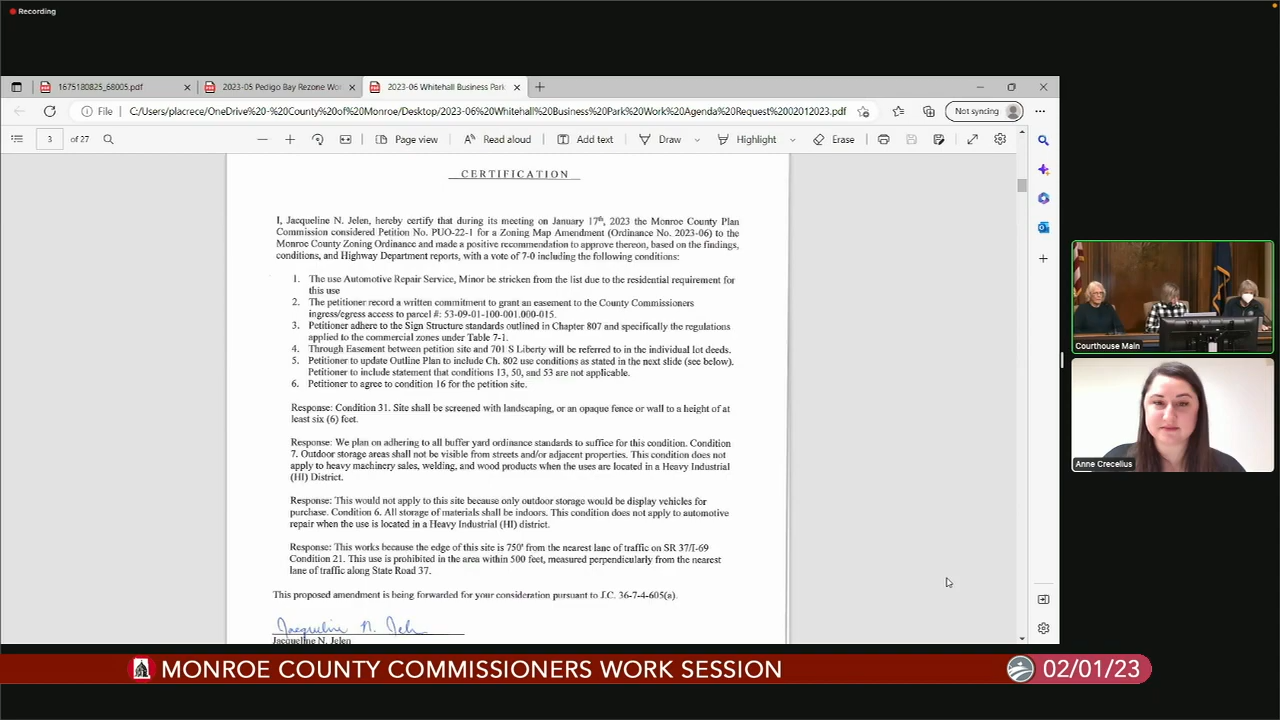 Recording
1675180825_68005.pdf
2023-05 Pedigo Bay Rezone Wo
2023-06 Whitehall Business Park
File
C:/Users/placrece/OneDrive%20-%20County%20of%20Monroe/Desktop/2023-06%20Whitehall%20Business%20Park%20Work%20Agenda%20Request%2002012023.pdf
Not syncing
3 of 27
Page view
Read aloud
Add text
Draw
Highlight
Erase
CERTIFICATION
I, Jacqueline N. Jelen, hereby certify that during its meeting on January 17th, 2023 the Monroe County Plan
Commission considered Petition No. PUO-22-1 for a Zoning Map Amendment (Ordinance No. 2023-06) to the
Monroe County Zoning Ordinance and made a positive recommendation to approve thereon, based on the findings,
conditions, and Highway Department reports, with a vote of 7-0 including the following conditions:
1. The use Automotive Repair Service, Minor be stricken from the list due to the residential requirement for
this use
2. The petitioner record a written commitment to grant an easement to the County Commissioners
ingress/egress access to parcel #: 53-09-01-100-001.000-015.
3. Petitioner adhere to the Sign Structure standards outlined in Chapter 807 and specifically the regulations
applied to the commercial zones under Table 7-1.
4. Through Easement between petition site and 701 S Liberty will be referred to in the individual lot deeds.
5. Petitioner to update Outline Plan to include Ch. 802 use conditions as stated in the next slide (see below).
Petitioner to include statement that conditions 13, 50, and 53 are not applicable.
6. Petitioner to agree to condition 16 for the petition site.
Response: Condition 31. Site shall be screened with landscaping, or an opaque fence or wall to a height of at
least six (6) feet.
Response: We plan on adhering to all buffer yard ordinance standards to suffice for this condition. Condition
7. Outdoor storage areas shall not be visible from streets and/or adjacent properties. This condition does not
apply to heavy machinery sales, welding, and wood products when the uses are located in a Heavy Industrial
(HI) District.
Response: This would not apply to this site because only outdoor storage would be display vehicles for
purchase. Condition 6. All storage of materials shall be indoors. This condition does not apply to automotive
repair when the use is located in a Heavy Industrial (HI) district.
Response: This works because the edge of this site is 750' from the nearest lane of traffic on SR 37/I-69
Condition 21. This use is prohibited in the area within 500 feet, measured perpendicularly from the nearest
lane of traffic along State Road 37.
This proposed amendment is being forwarded for your consideration pursuant to I.C. 36-7-4-605(a).
Jacqueline N. Jelen
Jacqueline N. Jelen
Courthouse Main
Anne Crecelius
MONROE COUNTY COMMISSIONERS WORK SESSION
02/01/23